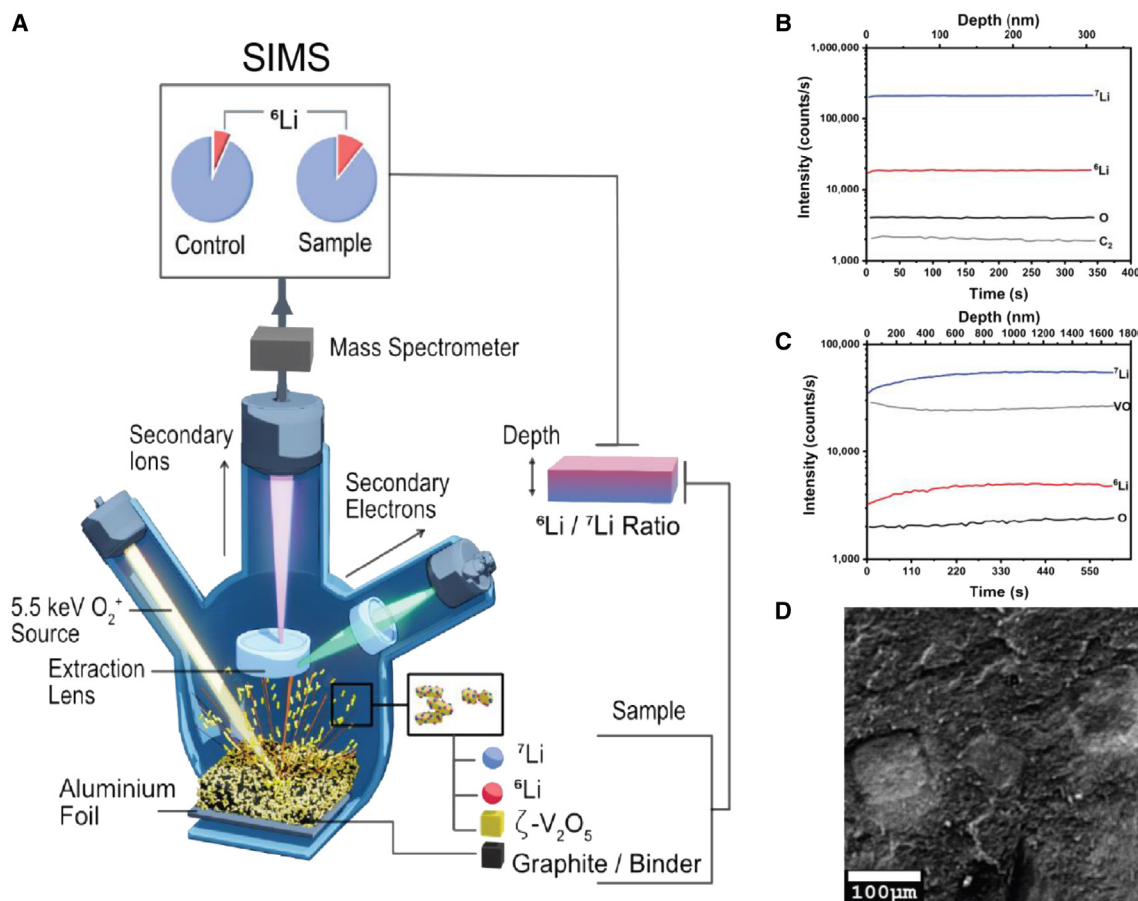 A
SIMS
⁶Li
Control
Sample
Mass Spectrometer
Secondary
Ions
Secondary
Electrons
Depth
⁶Li / ⁷Li Ratio
5.5 keV O₂⁺
Source
Extraction
Lens
Sample
⁷Li
⁶Li
ζ-V₂O₅
Graphite / Binder
Aluminium
Foil
B
Depth (nm)
0 100 200 300
1,000,000
100,000
10,000
1,000
Intensity (counts/s)
⁷Li
⁶Li
O
C₂
0 50 100 150 200 250 300 350 400
Time (s)
C
Depth (nm)
0 200 400 600 800 1000 1200 1400 1600 1800
100,000
10,000
1,000
Intensity (counts/s)
⁷Li
VO
⁶Li
O
0 110 220 330 440 550
Time (s)
D
100µm